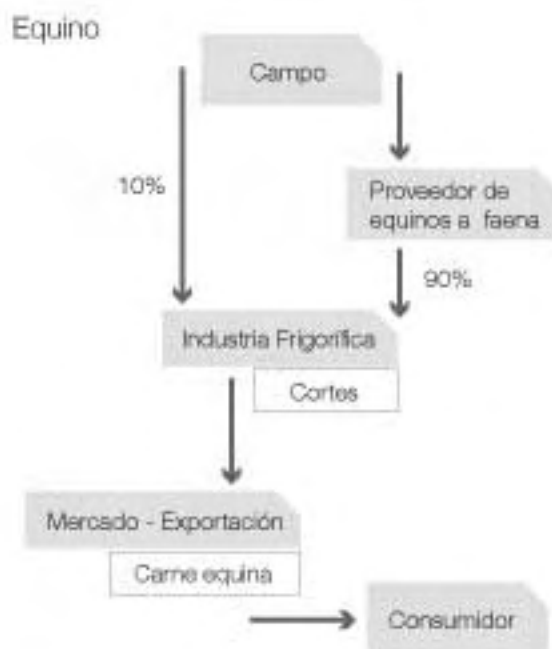 Equino
Campo
10%
Proveedor de
equinos a faena
90%
Industria Frigorífica
Cortes
Mercado - Exportación
Carne equina
Consumidor